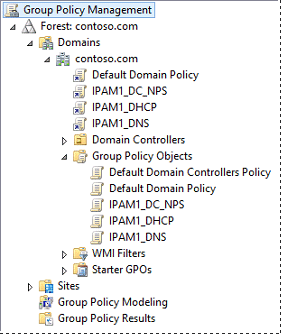 Group Policy Management
Forest: contoso.com
Domains
contoso.com
Default Domain Policy
IPAM1_DC_NPS
IPAM1_DHCP
IPAM1_DNS
Domain Controllers
Group Policy Objects
Default Domain Controllers Policy
Default Domain Policy
IPAM1_DC_NPS
IPAM1_DHCP
IPAM1_DNS
WMI Filters
Starter GPOs
Sites
Group Policy Modeling
Group Policy Results